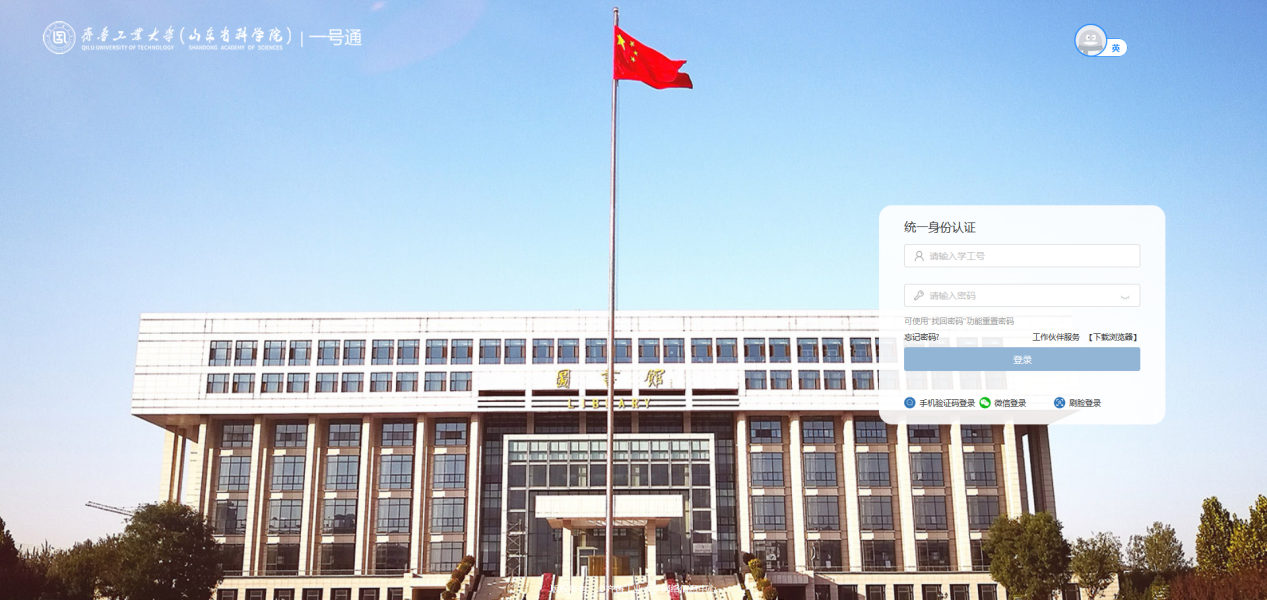 齐鲁工业大学(山东省科学院) | 一号通
QILU UNIVERSITY OF TECHNOLOGY SHANDONG ACADEMY OF SCIENCES
英
统一身份认证
请输入学工号
请输入密码
可使用“找回密码”功能重置密码
忘记密码? 工作伙伴服务 【下载浏览器】
登录
手机验证码登录 微信登录 刷脸登录
图书馆
LIBRARY